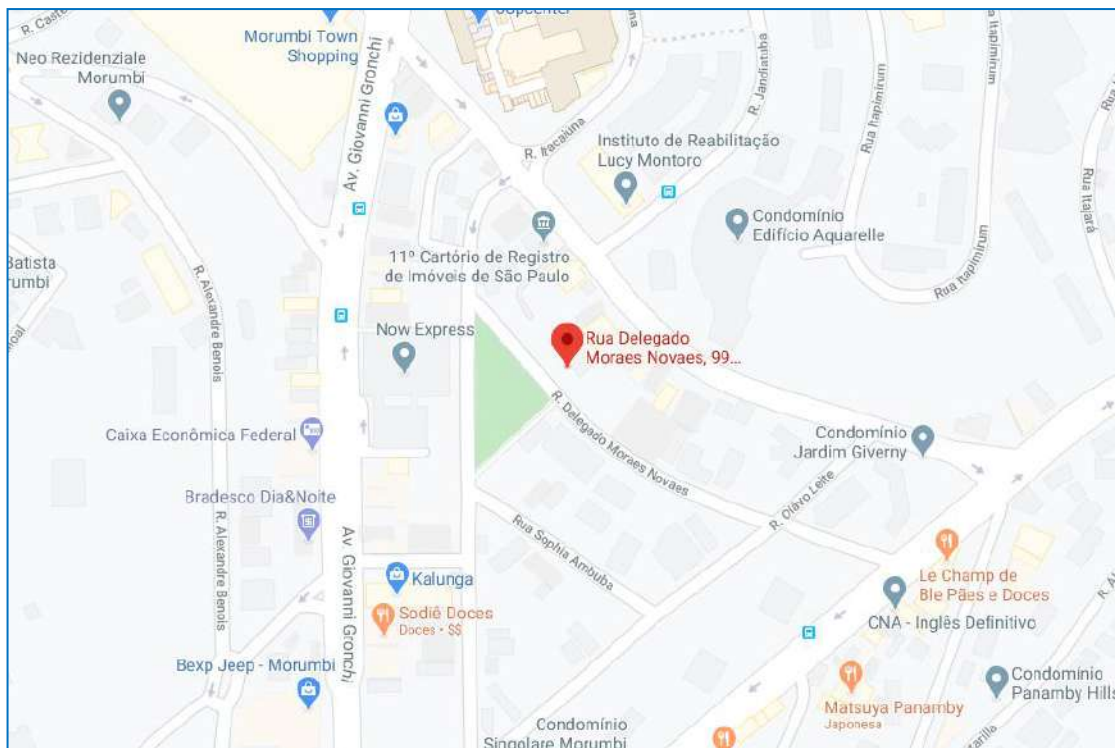 R. Caste
Morumbi Town
Shopping
Neo Rezidenziale
Morumbi
Av. Giovanni Gronchi
R. Itacaiúna
R. Jandiatuba
Instituto de Reabilitação
Lucy Montoro
Rua Itapimirum
Rua Itapimirum
Rua Itajará
Condomínio
Edifício Aquarelle
Rua Itapimirum
11º Cartório de Registro
de Imóveis de São Paulo
Batista
rumbi
R. Alexandre Benois
Now Express
Rua Delegado
Moraes Novaes, 99...
R. Delegado Moraes Novaes
Caixa Econômica Federal
Condomínio
Jardim Giverny
Bradesco Dia&Noite
R. Olavo Leite
Rua Sophia Ambuba
R. Alexandre Benois
Av. Giovanni Gronchi
Kalunga
Sodiê Doces
Doces • $$
Le Champ de
Ble Pães e Doces
CNA - Inglês Definitivo
Bexp Jeep - Morumbi
Condomínio
Panamby Hills
Matsuya Panamby
Japonesa
Condomínio
Singolare Morumbi